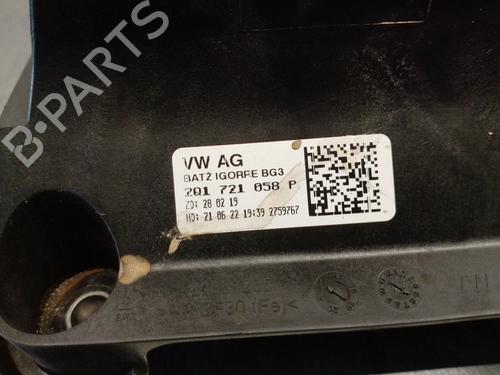 B-PARTS
VW AG
BATZ IGORRE BG3
2Q1 721 058 P
ZD: 28 02 19
HD: 21 06 22 19:39 2759767